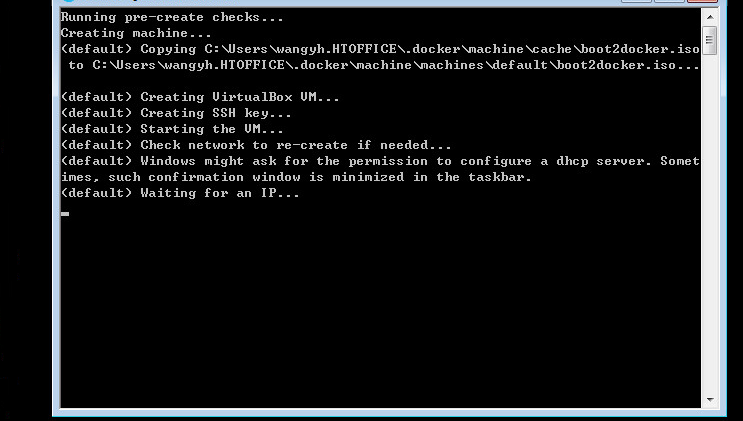 Running pre-create checks...
Creating machine...
(default) Copying C:\Users\wangyh.HTOFFICE\.docker\machine\cache\boot2docker.iso
 to C:\Users\wangyh.HTOFFICE\.docker\machine\machines\default\boot2docker.iso...
(default) Creating VirtualBox VM...
(default) Creating SSH key...
(default) Starting the VM...
(default) Check network to re-create if needed...
(default) Windows might ask for the permission to configure a dhcp server. Somet
imes, such confirmation window is minimized in the taskbar.
(default) Waiting for an IP...